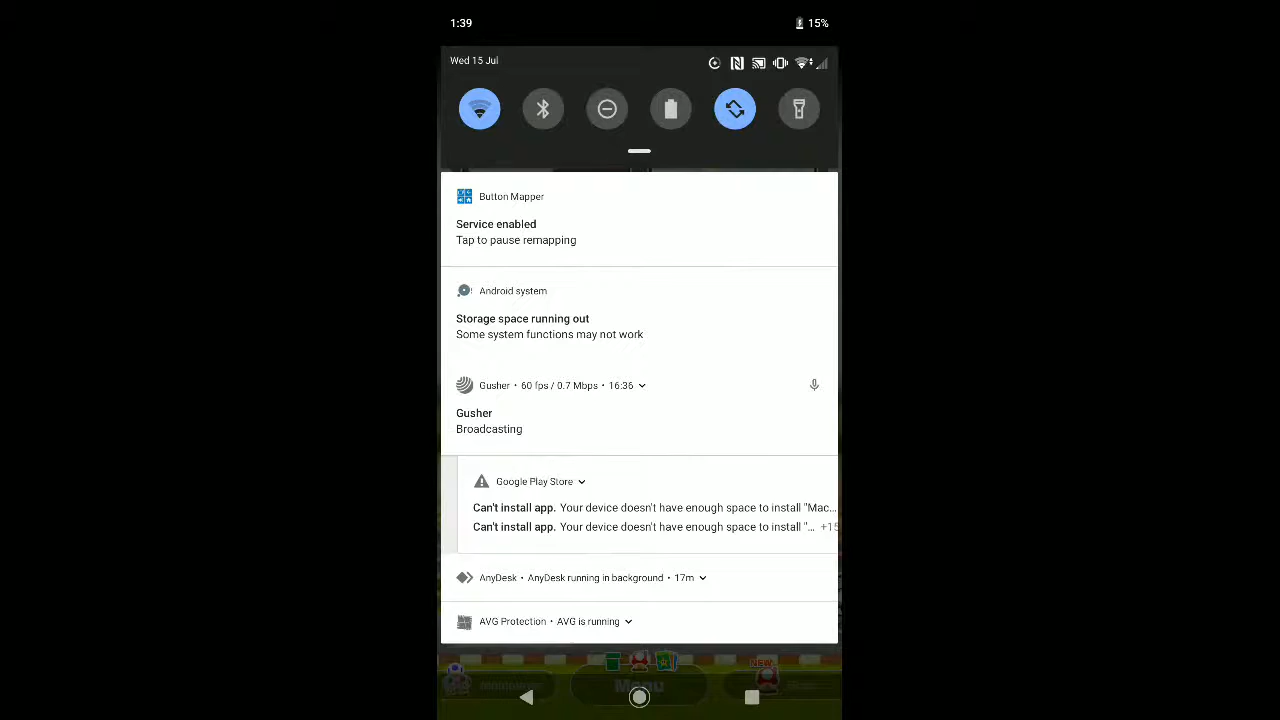 1:39
15%
Wed 15 Jul
Button Mapper
Service enabled
Tap to pause remapping
Android system
Storage space running out
Some system functions may not work
Gusher • 60 fps / 0.7 Mbps • 16:36
Gusher
Broadcasting
Google Play Store
Can't install app. Your device doesn't have enough space to install "Mac...
Can't install app. Your device doesn't have enough space to install "... +15
AnyDesk • AnyDesk running in background • 17m
AVG Protection • AVG is running
NEW
Menu